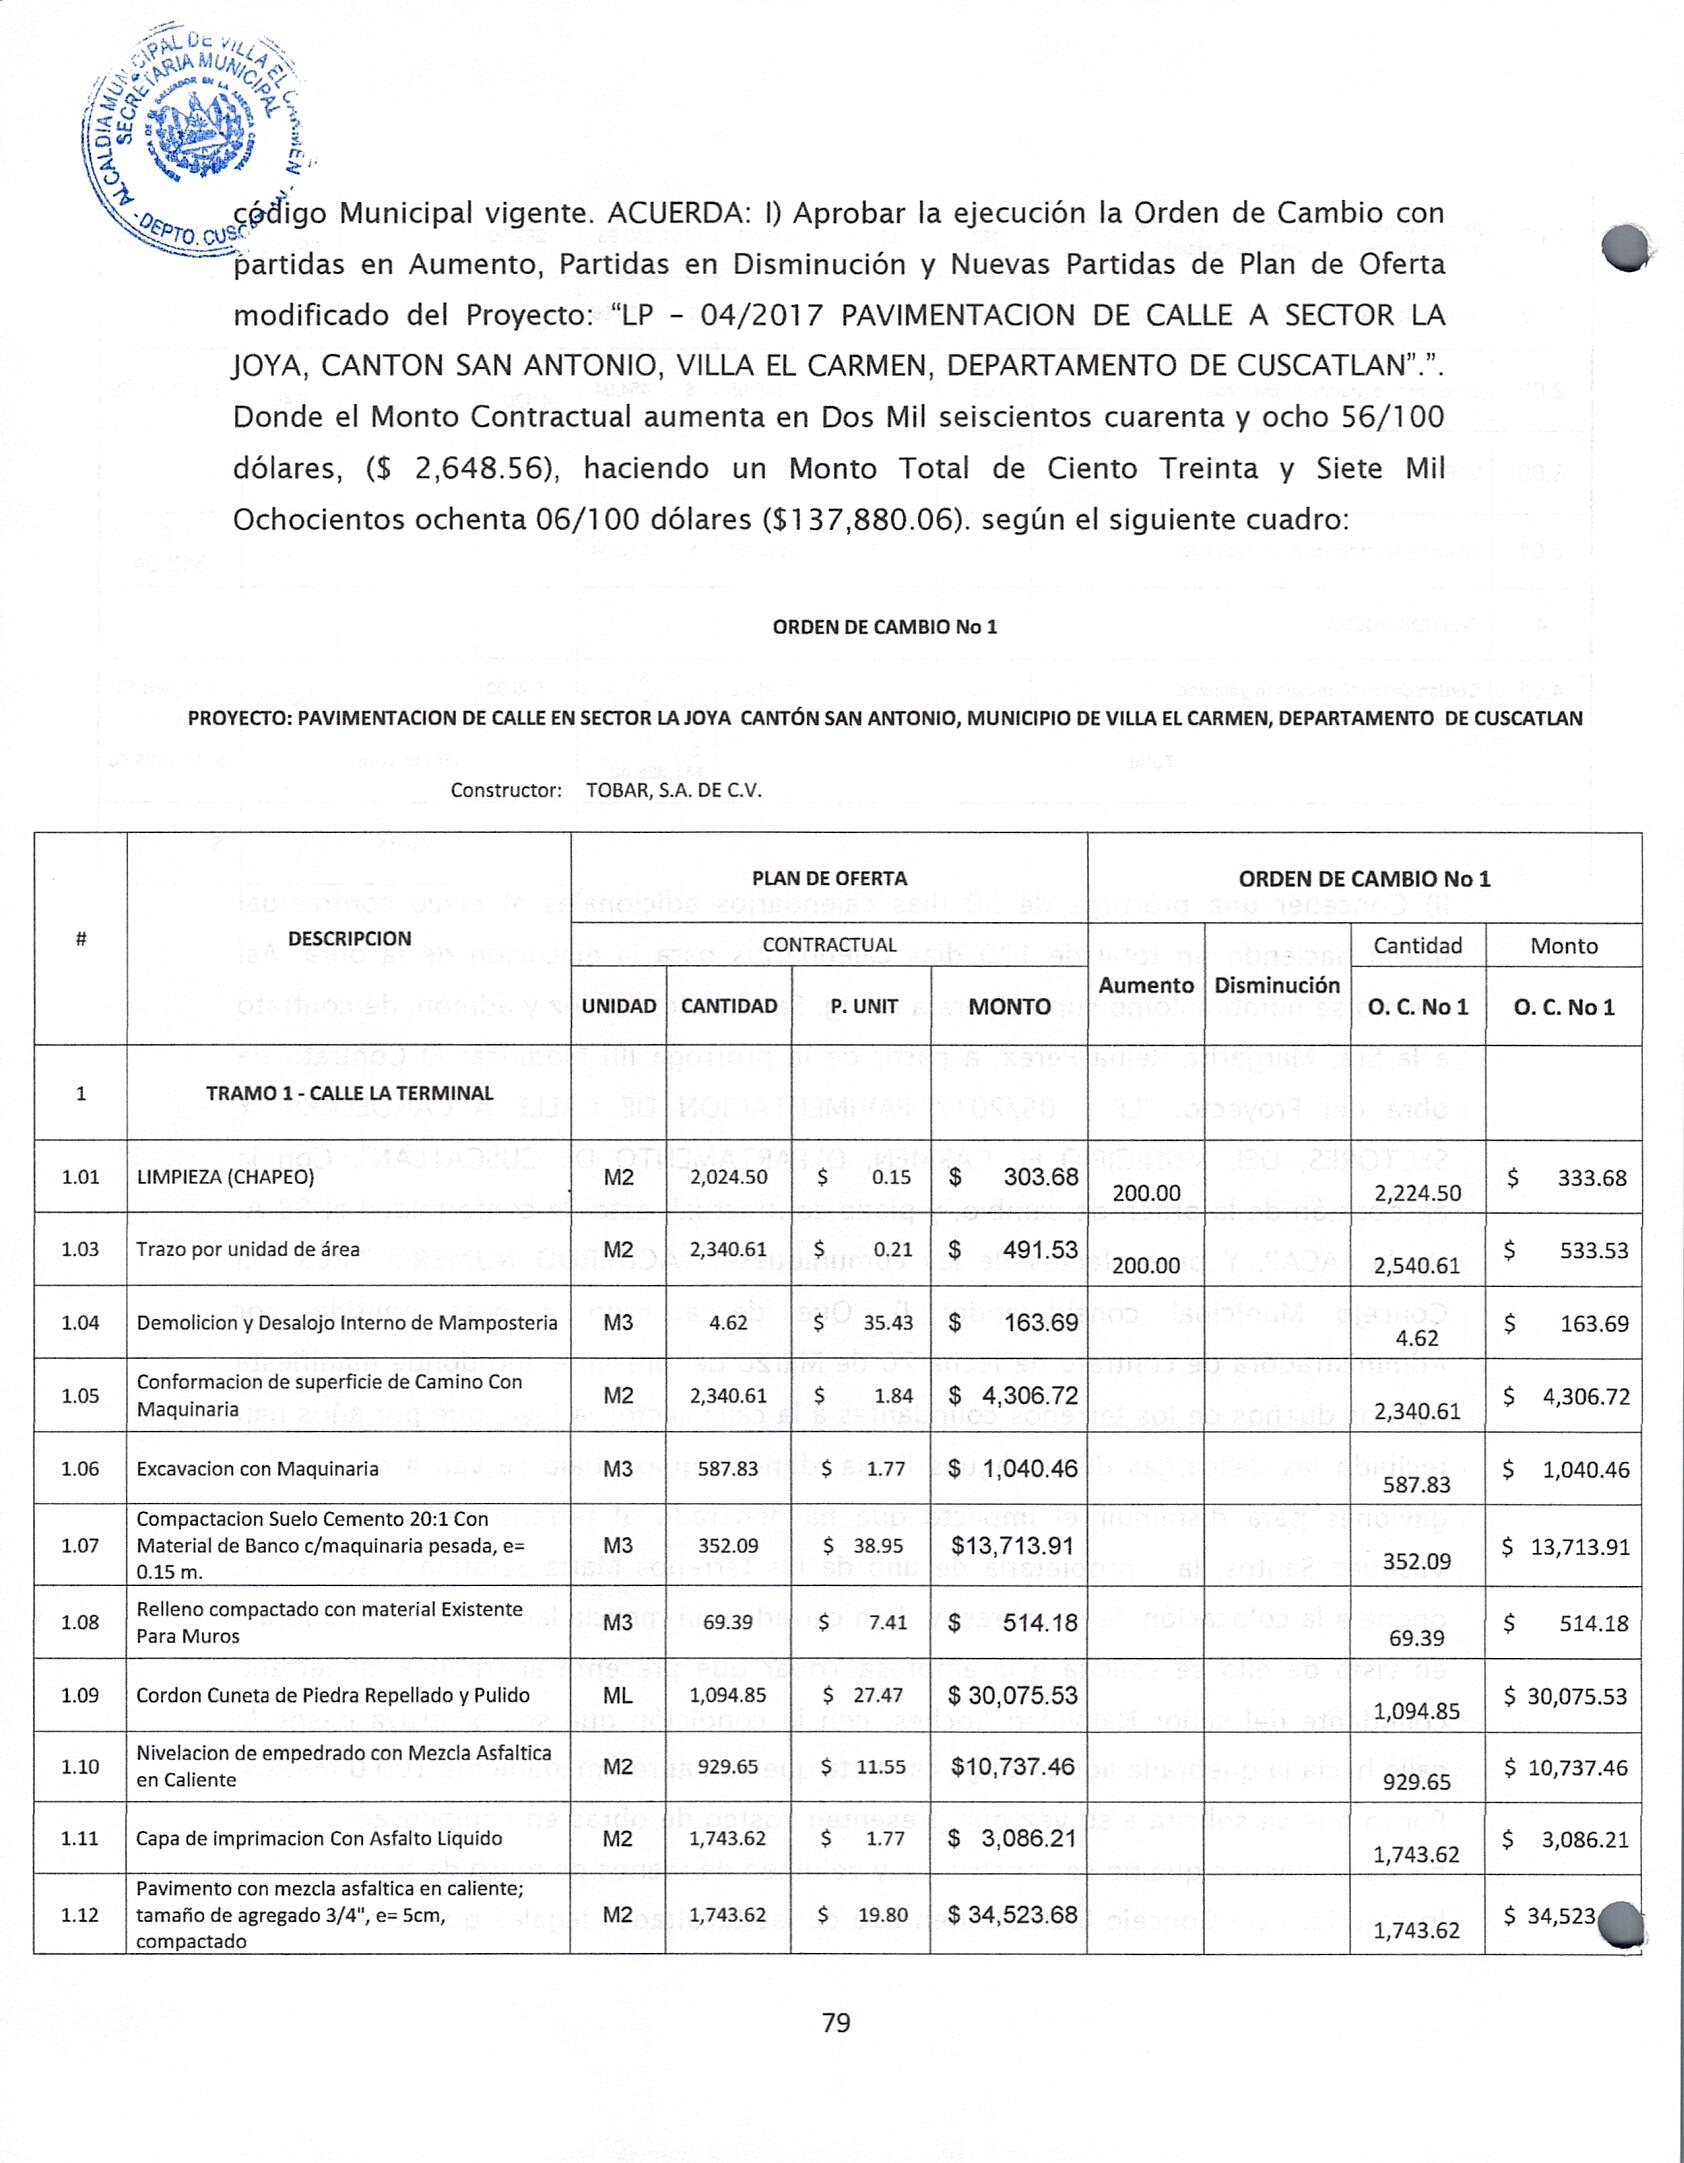 ALCALDIA MUNICIPAL DE VILLA EL CARMEN
SECRETARIA MUNICIPAL
REPUBLICA DE EL SALVADOR EN LA AMERICA CENTRAL
DEPTO. CUSCATLAN
código Municipal vigente. ACUERDA: I) Aprobar la ejecución la Orden de Cambio con
partidas en Aumento, Partidas en Disminución y Nuevas Partidas de Plan de Oferta
modificado del Proyecto: “LP – 04/2017 PAVIMENTACION DE CALLE A SECTOR LA
JOYA, CANTON SAN ANTONIO, VILLA EL CARMEN, DEPARTAMENTO DE CUSCATLAN”.”.
Donde el Monto Contractual aumenta en Dos Mil seiscientos cuarenta y ocho 56/100
dólares, ($ 2,648.56), haciendo un Monto Total de Ciento Treinta y Siete Mil
Ochocientos ochenta 06/100 dólares ($137,880.06). según el siguiente cuadro:
ORDEN DE CAMBIO No 1
PROYECTO: PAVIMENTACION DE CALLE EN SECTOR LA JOYA CANTÓN SAN ANTONIO, MUNICIPIO DE VILLA EL CARMEN, DEPARTAMENTO DE CUSCATLAN
Constructor: TOBAR, S.A. DE C.V.
PLAN DE OFERTA ORDEN DE CAMBIO No 1
# DESCRIPCION CONTRACTUAL Aumento Disminución Cantidad Monto
UNIDAD CANTIDAD P. UNIT MONTO O. C. No 1 O. C. No 1
1 TRAMO 1 - CALLE LA TERMINAL
1.01 LIMPIEZA (CHAPEO) M2 2,024.50 $ 0.15 $ 303.68 200.00 2,224.50 $ 333.68
1.03 Trazo por unidad de área M2 2,340.61 $ 0.21 $ 491.53 200.00 2,540.61 $ 533.53
1.04 Demolicion y Desalojo Interno de Mamposteria M3 4.62 $ 35.43 $ 163.69 4.62 $ 163.69
1.05 Conformacion de superficie de Camino Con
Maquinaria M2 2,340.61 $ 1.84 $ 4,306.72 2,340.61 $ 4,306.72
1.06 Excavacion con Maquinaria M3 587.83 $ 1.77 $ 1,040.46 587.83 $ 1,040.46
1.07 Compactacion Suelo Cemento 20:1 Con
Material de Banco c/maquinaria pesada, e=
0.15 m. M3 352.09 $ 38.95 $13,713.91 352.09 $ 13,713.91
1.08 Relleno compactado con material Existente
Para Muros M3 69.39 $ 7.41 $ 514.18 69.39 $ 514.18
1.09 Cordon Cuneta de Piedra Repellado y Pulido ML 1,094.85 $ 27.47 $ 30,075.53 1,094.85 $ 30,075.53
1.10 Nivelacion de empedrado con Mezcla Asfaltica
en Caliente M2 929.65 $ 11.55 $10,737.46 929.65 $ 10,737.46
1.11 Capa de imprimacion Con Asfalto Liquido M2 1,743.62 $ 1.77 $ 3,086.21 1,743.62 $ 3,086.21
1.12 Pavimento con mezcla asfaltica en caliente;
tamaño de agregado 3/4", e= 5cm,
compactado M2 1,743.62 $ 19.80 $ 34,523.68 1,743.62 $ 34,523
79